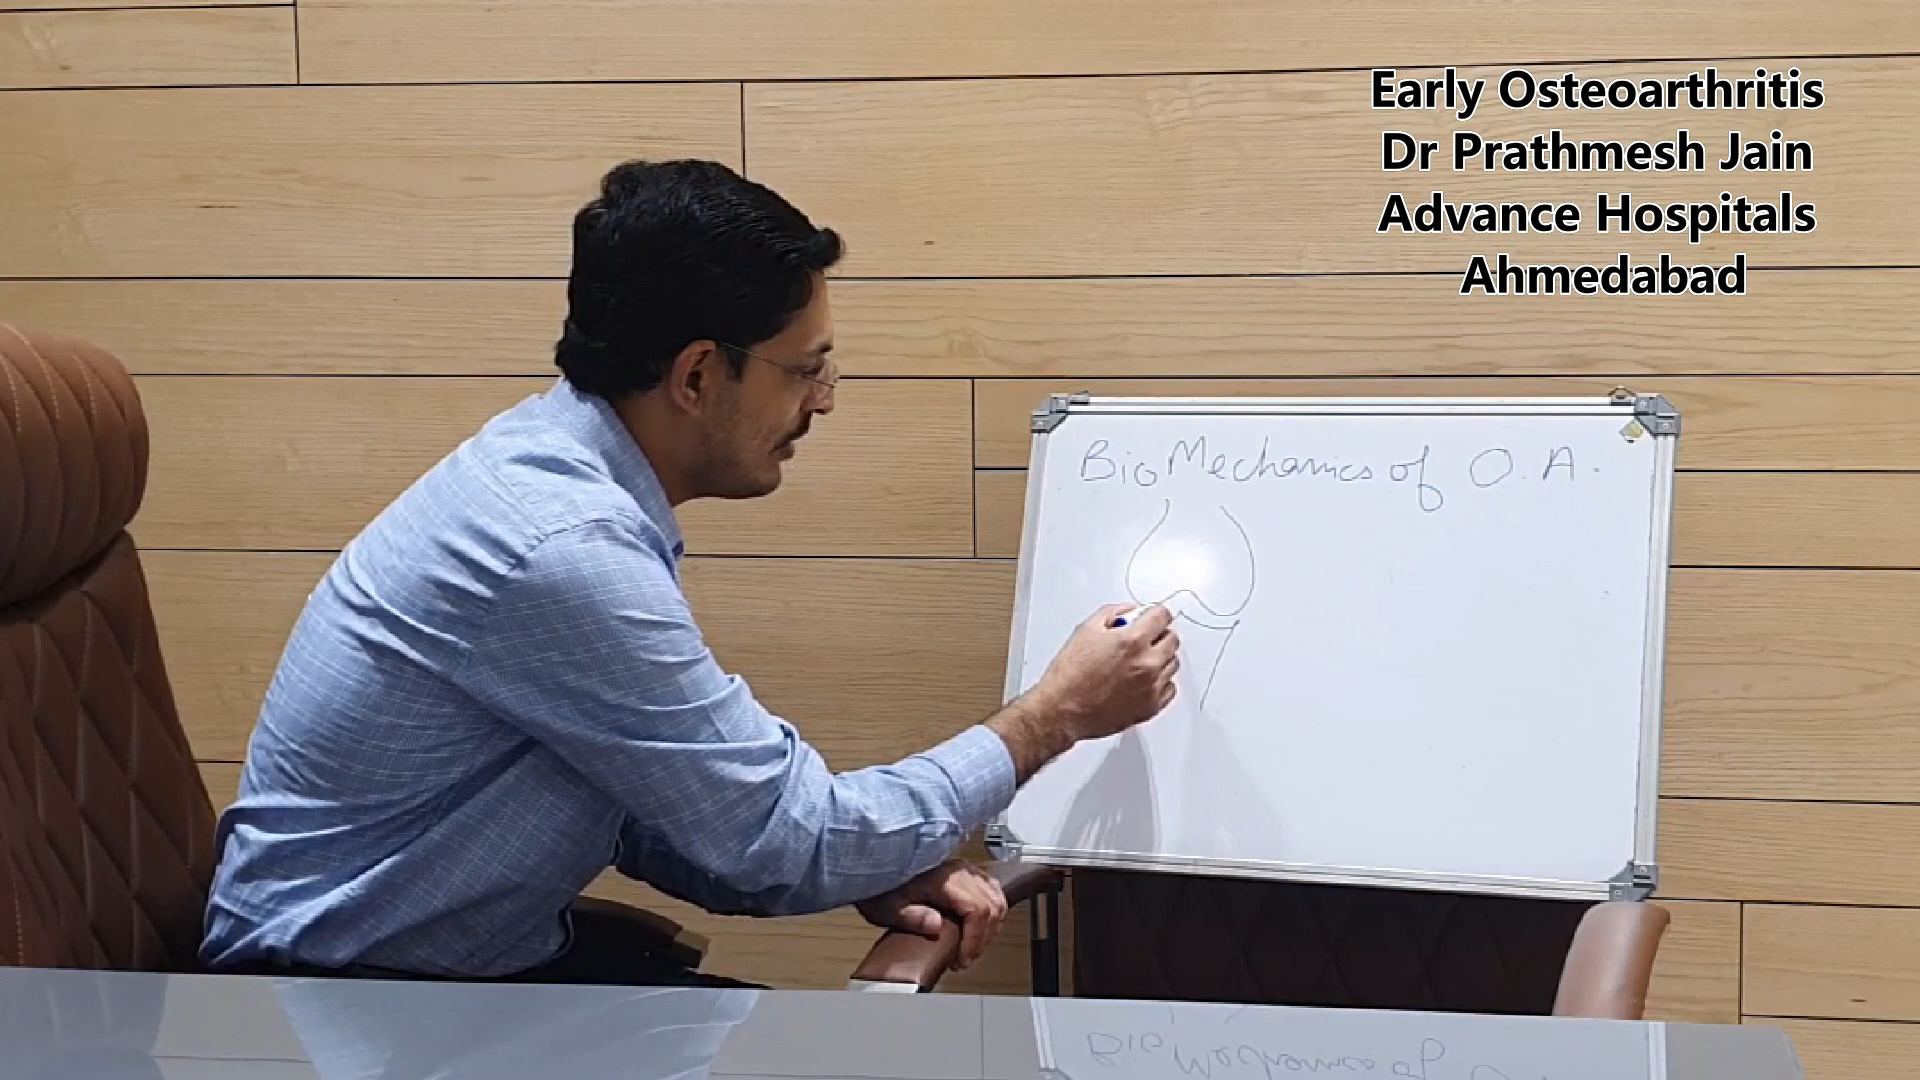 Early Osteoarthritis
Dr Prathmesh Jain
Advance Hospitals
Ahmedabad
BioMechanics of O.A.